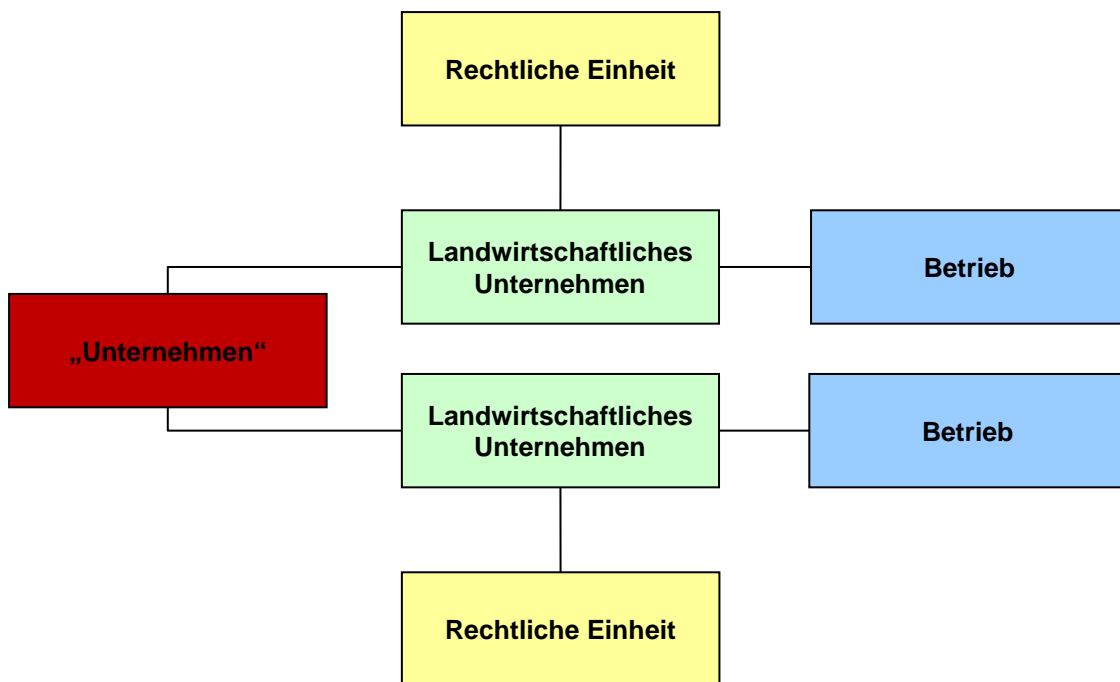 Rechtliche Einheit
Landwirtschaftliches
Unternehmen
Betrieb
„Unternehmen“
Landwirtschaftliches
Unternehmen
Betrieb
Rechtliche Einheit